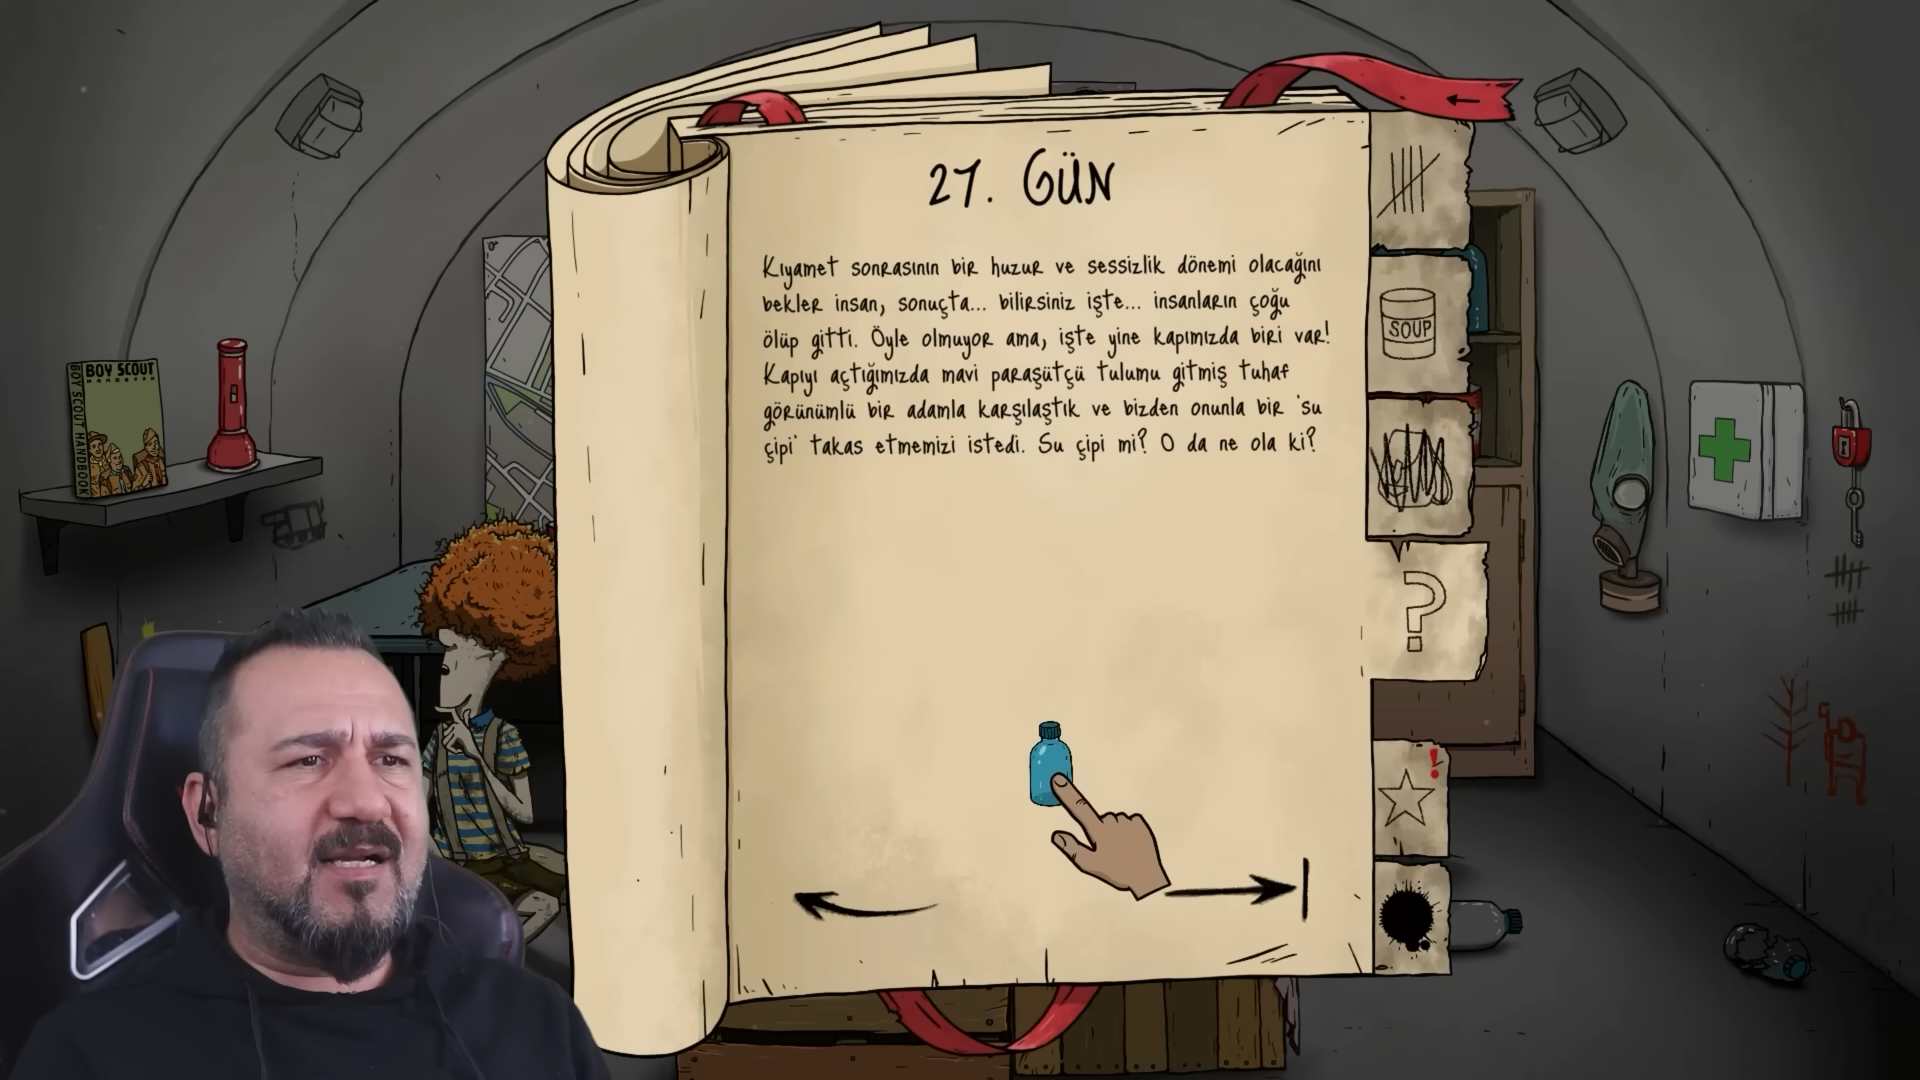 27. GÜN
Kıyamet sonrasının bir huzur ve sessizlik dönemi olacağını
bekler insan, sonuçta... bilirsiniz işte... insanların çoğu
ölüp gitti. Öyle olmuyor ama, işte yine kapımızda biri var!
Kapıyı açtığımızda mavi paraşütçü tulumu gitmiş tuhaf
görünümlü bir adamla karşılaştık ve bizden onunla bir 'su
çipi' takas etmemizi istedi. Su çipi mi? O da ne ola ki?
BOY SCOUT
HANDBOOK
BOY SCOUT HANDBOOK
SOUP
?
!